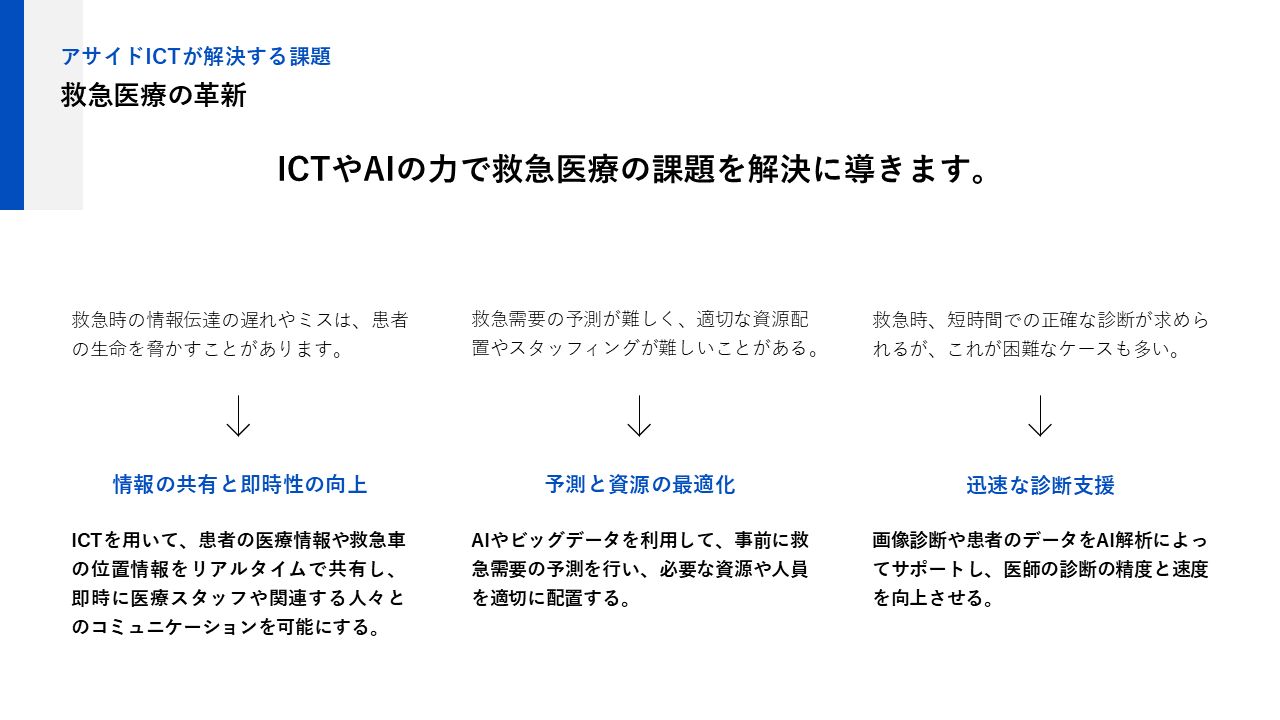 アサイドICTが解決する課題
救急医療の革新
ICTやAIの力で救急医療の課題を解決に導きます。
救急時の情報伝達の遅れやミスは、患者
の生命を脅かすことがあります。
情報の共有と即時性の向上
ICTを用いて、患者の医療情報や救急車
の位置情報をリアルタイムで共有し、
即時に医療スタッフや関連する人々と
のコミュニケーションを可能にする。
救急需要の予測が難しく、適切な資源配
置やスタッフィングが難しいことがある。
予測と資源の最適化
AIやビッグデータを利用して、事前に救
急需要の予測を行い、必要な資源や人員
を適切に配置する。
救急時、短時間での正確な診断が求めら
れるが、これが困難なケースも多い。
迅速な診断支援
画像診断や患者のデータをAI解析によっ
てサポートし、医師の診断の精度と速度
を向上させる。